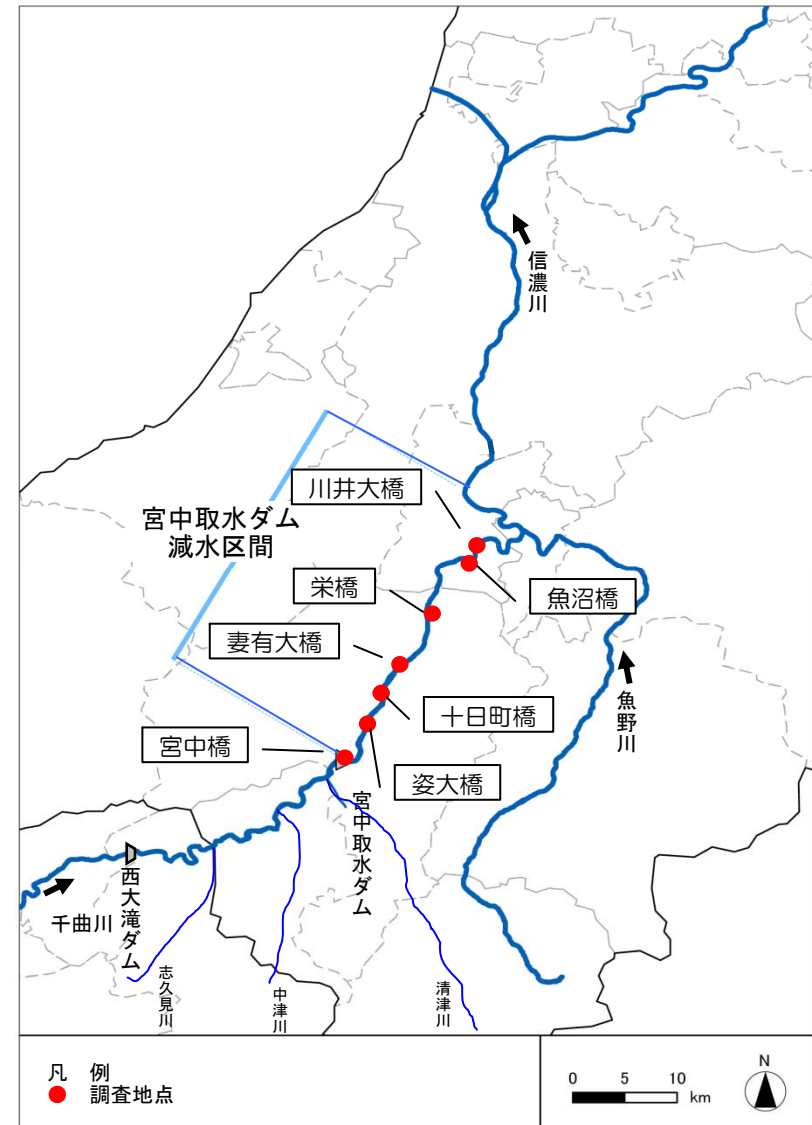 信濃川
川井大橋
宮中取水ダム
減水区間
魚沼橋
栄橋
妻有大橋
魚野川
十日町橋
宮中橋
姿大橋
宮中取水ダム
西大滝ダム
千曲川
志久見川
中津川
清津川
凡 例
調査地点
0 5 10
km
N